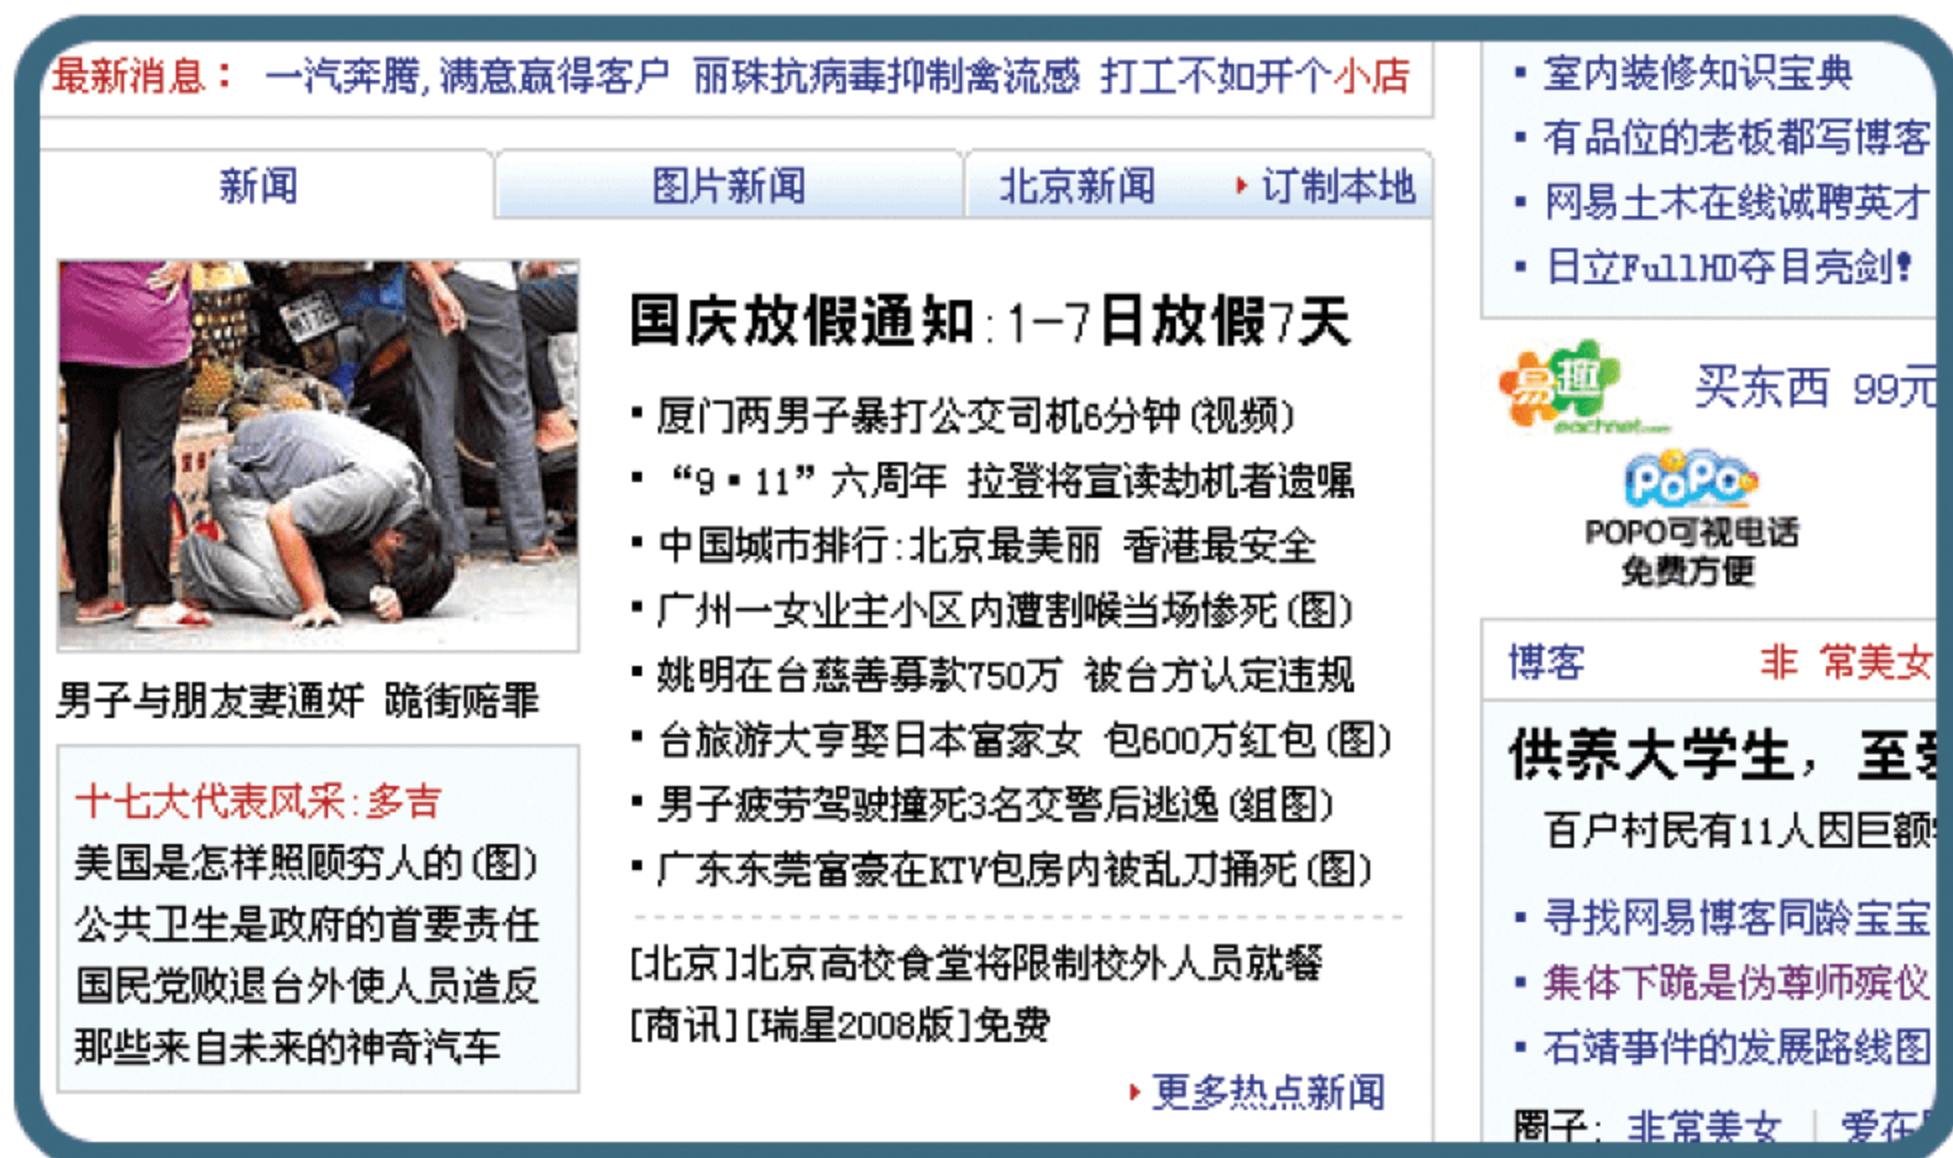 最新消息： 一汽奔腾,满意赢得客户 丽珠抗病毒抑制禽流感 打工不如开个小店
新闻 图片新闻 北京新闻 订制本地
国庆放假通知:1-7日放假7天
▪ 厦门两男子暴打公交司机6分钟(视频)
▪ “9▪11”六周年 拉登将宣读劫机者遗嘱
▪ 中国城市排行:北京最美丽 香港最安全
▪ 广州一女业主小区内遭割喉当场惨死(图)
▪ 姚明在台慈善募款750万 被台方认定违规
▪ 台旅游大亨娶日本富家女 包600万红包(图)
▪ 男子疲劳驾驶撞死3名交警后逃逸(组图)
▪ 广东东莞富豪在KTV包房内被乱刀捅死(图)
[北京]北京高校食堂将限制校外人员就餐
[商讯][瑞星2008版]免费
更多热点新闻
男子与朋友妻通奸 跪街赔罪
十七大代表风采:多吉
美国是怎样照顾穷人的(图)
公共卫生是政府的首要责任
国民党败退台外使人员造反
那些来自未来的神奇汽车
▪ 室内装修知识宝典
▪ 有品位的老板都写博客
▪ 网易土木在线诚聘英才
▪ 日立FullHD夺目亮剑!
易趣
eachnet.com
买东西 99元
POPO
POPO可视电话
免费方便
博客 非常美女
供养大学生，至爱
百户村民有11人因巨额
▪ 寻找网易博客同龄宝宝
▪ 集体下跪是伪尊师殡仪
▪ 石靖事件的发展路线图
圈子: 非常美女 | 爱在